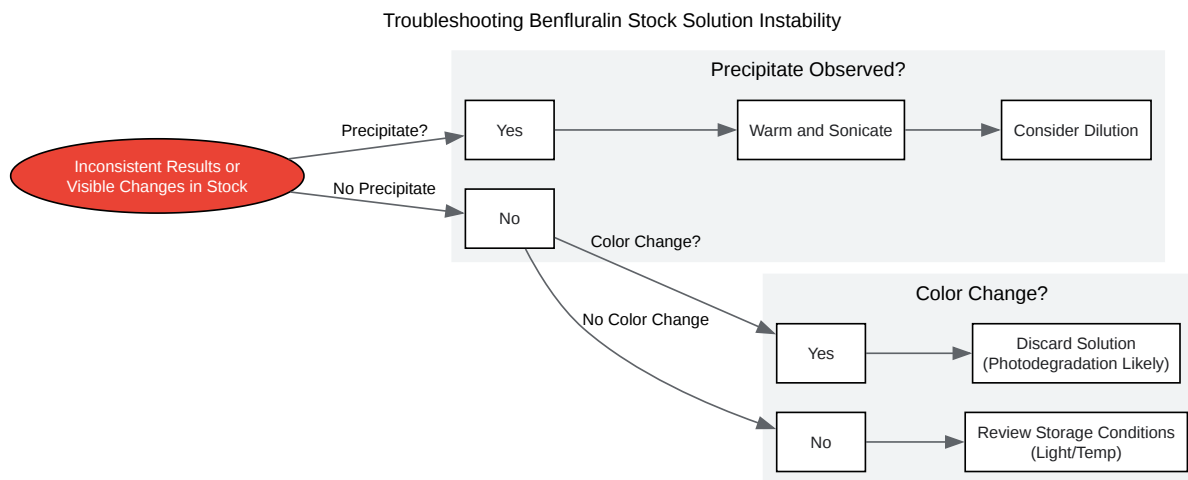 Troubleshooting Benfluralin Stock Solution Instability
Precipitate Observed?
Inconsistent Results or
Visible Changes in Stock
Precipitate?
Yes
Warm and Sonicate
Consider Dilution
No Precipitate
No
Color Change?
No Color Change
Color Change?
Yes
Discard Solution
(Photodegradation Likely)
No
Review Storage Conditions
(Light/Temp)